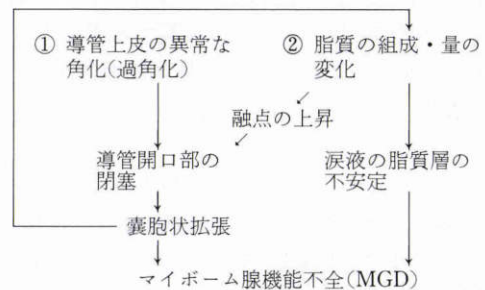 ① 導管上皮の異常な
角化(過角化)
② 脂質の組成・量の
変化
融点の上昇
導管開口部の
閉塞
涙液の脂質層の
不安定
嚢胞状拡張
マイボーム腺機能不全(MGD)